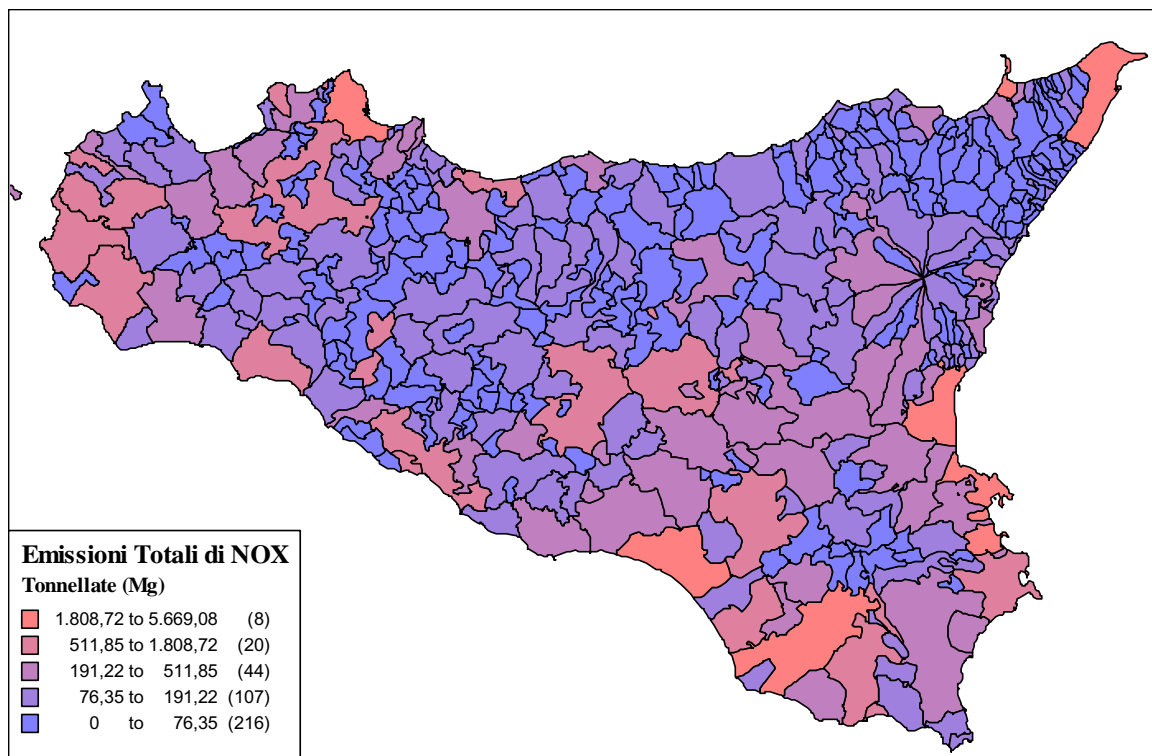 Emissioni Totali di NOX
Tonnellate (Mg)
1.808,72 to 5.669,08 (8)
511,85 to 1.808,72 (20)
191,22 to 511,85 (44)
76,35 to 191,22 (107)
0 to 76,35 (216)